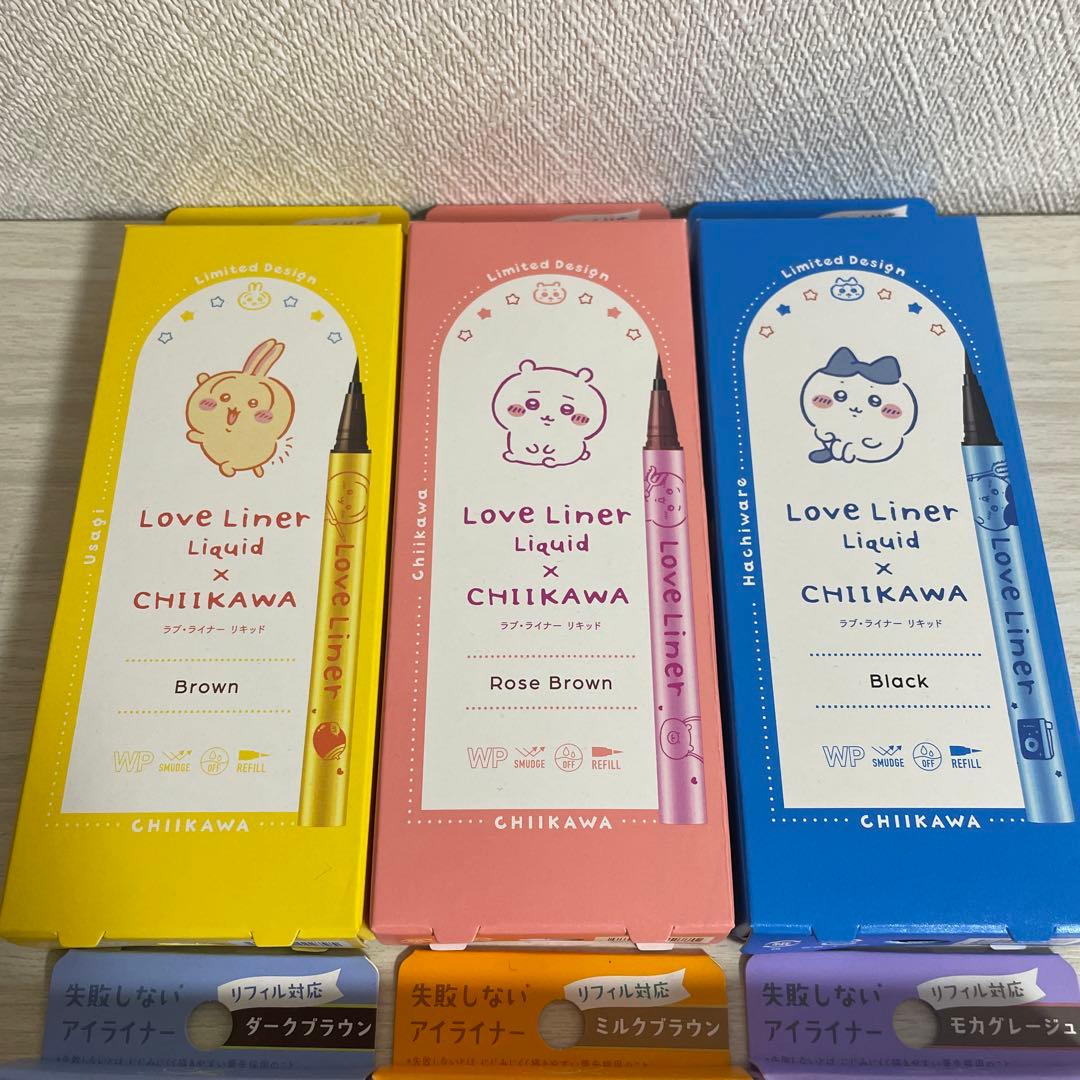 Limited Design
Usagi
Love Liner
Liquid
×
CHIIKAWA
ラブ・ライナー リキッド
Brown
WP
SMUDGE
OFF
REFILL
Love Liner
CHIIKAWA
Limited Design
Chiikawa
Love Liner
Liquid
×
CHIIKAWA
ラブ・ライナー リキッド
Rose Brown
WP
SMUDGE
OFF
REFILL
Love Liner
CHIIKAWA
Limited Design
Hachiware
Love Liner
Liquid
×
CHIIKAWA
ラブ・ライナー リキッド
Black
WP
SMUDGE
OFF
REFILL
Love Liner
CHIIKAWA
失敗しない
アイライナー
リフィル対応
ダークブラウン
失敗しない
アイライナー
リフィル対応
ミルクブラウン
失敗しない
アイライナー
リフィル対応
モカグレージュ